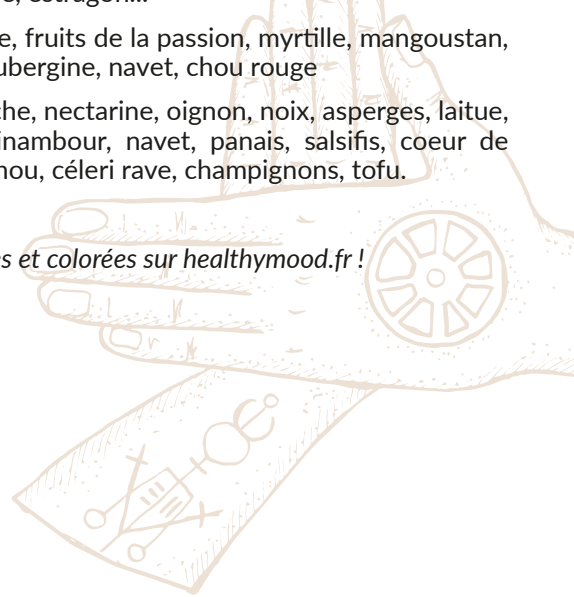 e, estragon...
e, fruits de la passion, myrtille, mangoustan,
ubergine, navet, chou rouge
che, nectarine, oignon, noix, asperges, laitue,
inambour, navet, panais, salsifis, coeur de
hou, céleri rave, champignons, tofu.
s et colorées sur healthymood.fr !